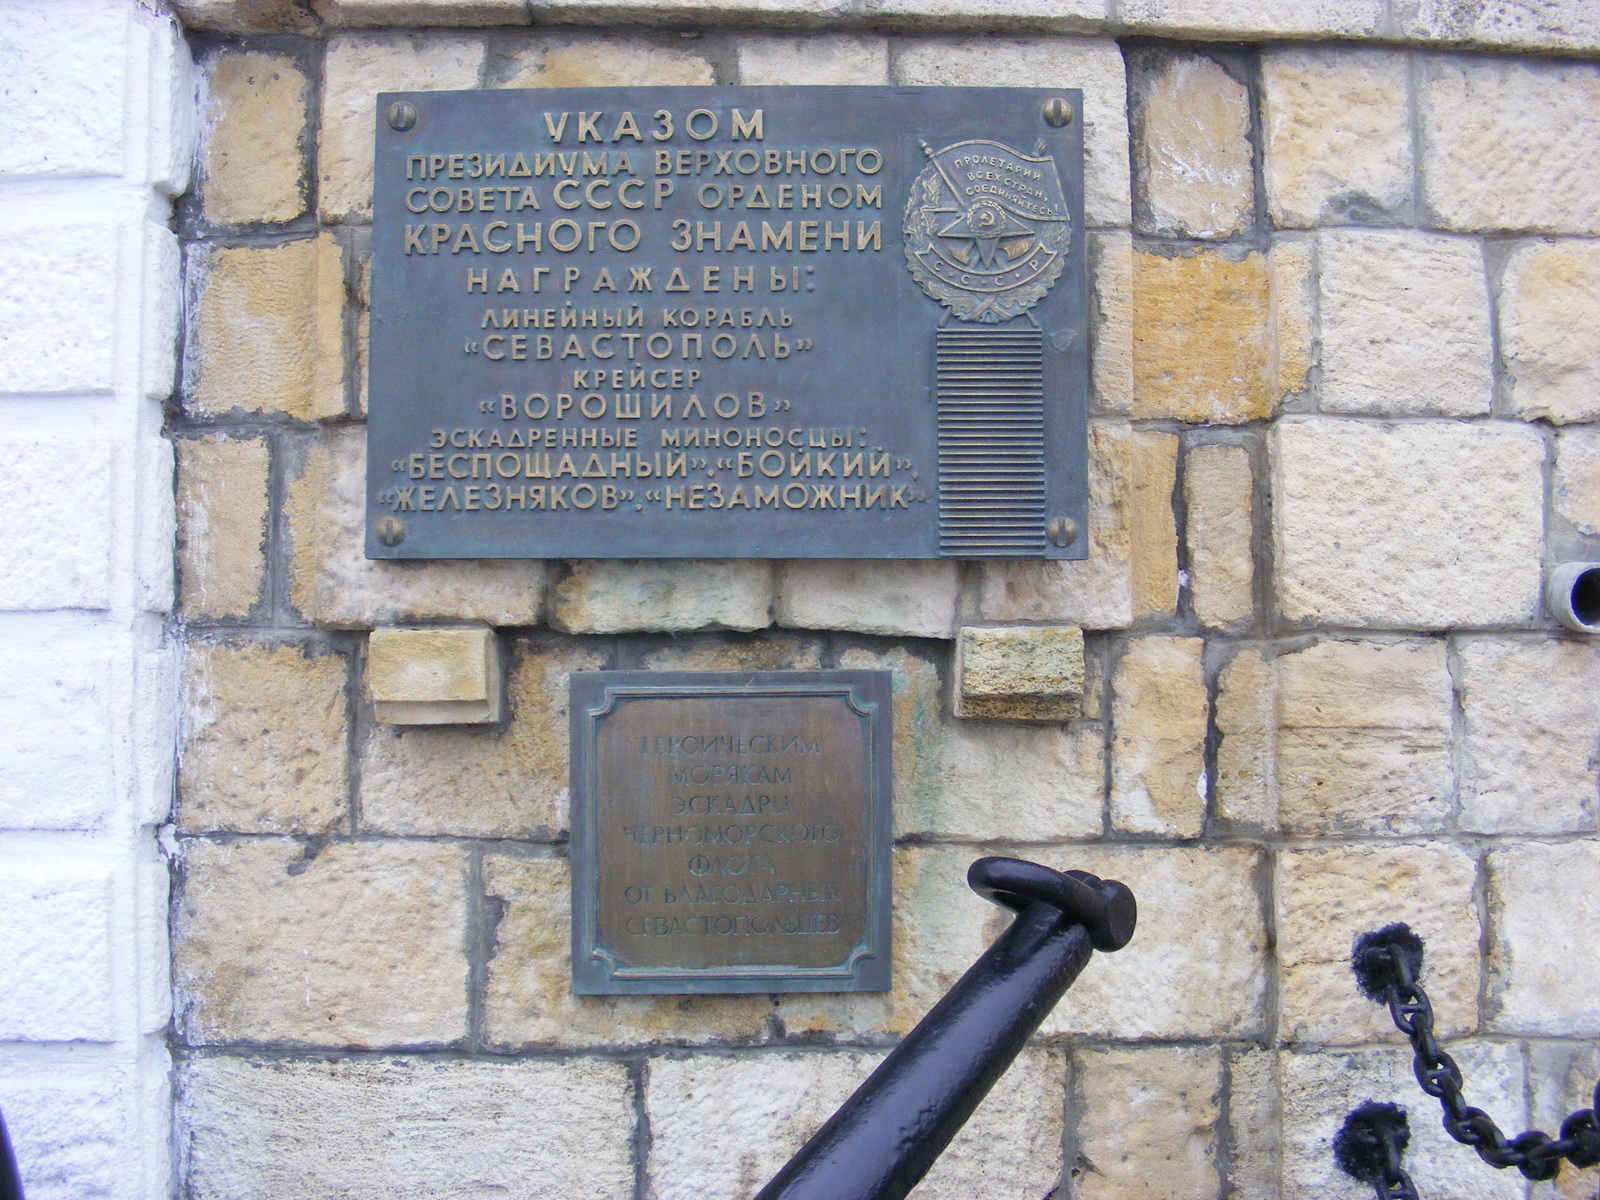 УКАЗОМ
ПРЕЗИДИУМА ВЕРХОВНОГО
СОВЕТА СССР ОРДЕНОМ
КРАСНОГО ЗНАМЕНИ
НАГРАЖДЕНЫ:
ЛИНЕЙНЫЙ КОРАБЛЬ
«СЕВАСТОПОЛЬ»
КРЕЙСЕР
«ВОРОШИЛОВ»
ЭСКАДРЕННЫЕ МИНОНОСЦЫ:
«БЕСПОЩАДНЫЙ», «БОЙКИЙ»,
«ЖЕЛЕЗНЯКОВ», «НЕЗАМОЖНИК»
ПРОЛЕТАРИИ
ВСЕХ СТРАН,
СОЕДИНЯЙТЕСЬ!
С·С·С·Р
ГЕРОИЧЕСКИМ
МОРЯКАМ
ЭСКАДРЫ
ЧЕРНОМОРСКОГО
ФЛОТА
ОТ БЛАГОДАРНЫХ
СЕВАСТОПОЛЬЦЕВ